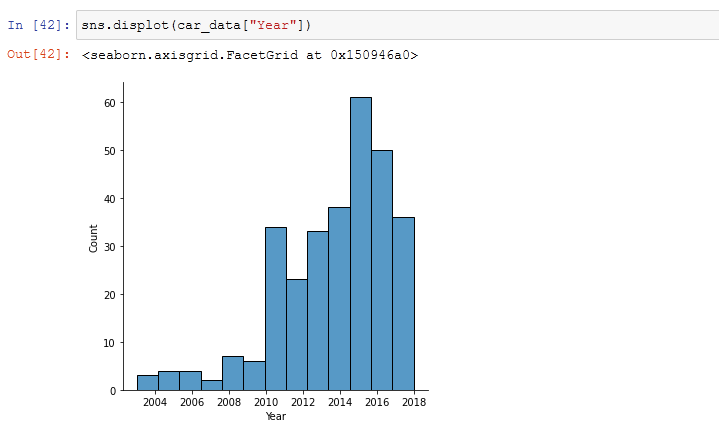 In [42]: sns.displot(car_data["Year"])
Out[42]: <seaborn.axisgrid.FacetGrid at 0x150946a0>
60
50
40
30
20
10
0
Count
2004 2006 2008 2010 2012 2014 2016 2018
Year